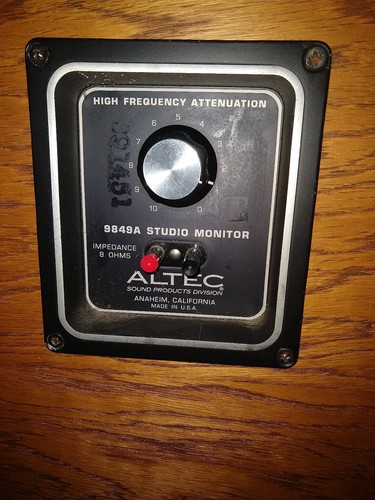 HIGH FREQUENCY ATTENUATION
5
6 4
7 3
8 2
9
10 0
9849A STUDIO MONITOR
IMPEDANCE
8 OHMS
ALTEC
SOUND PRODUCTS DIVISION
ANAHEIM, CALIFORNIA
MADE IN U.S.A.